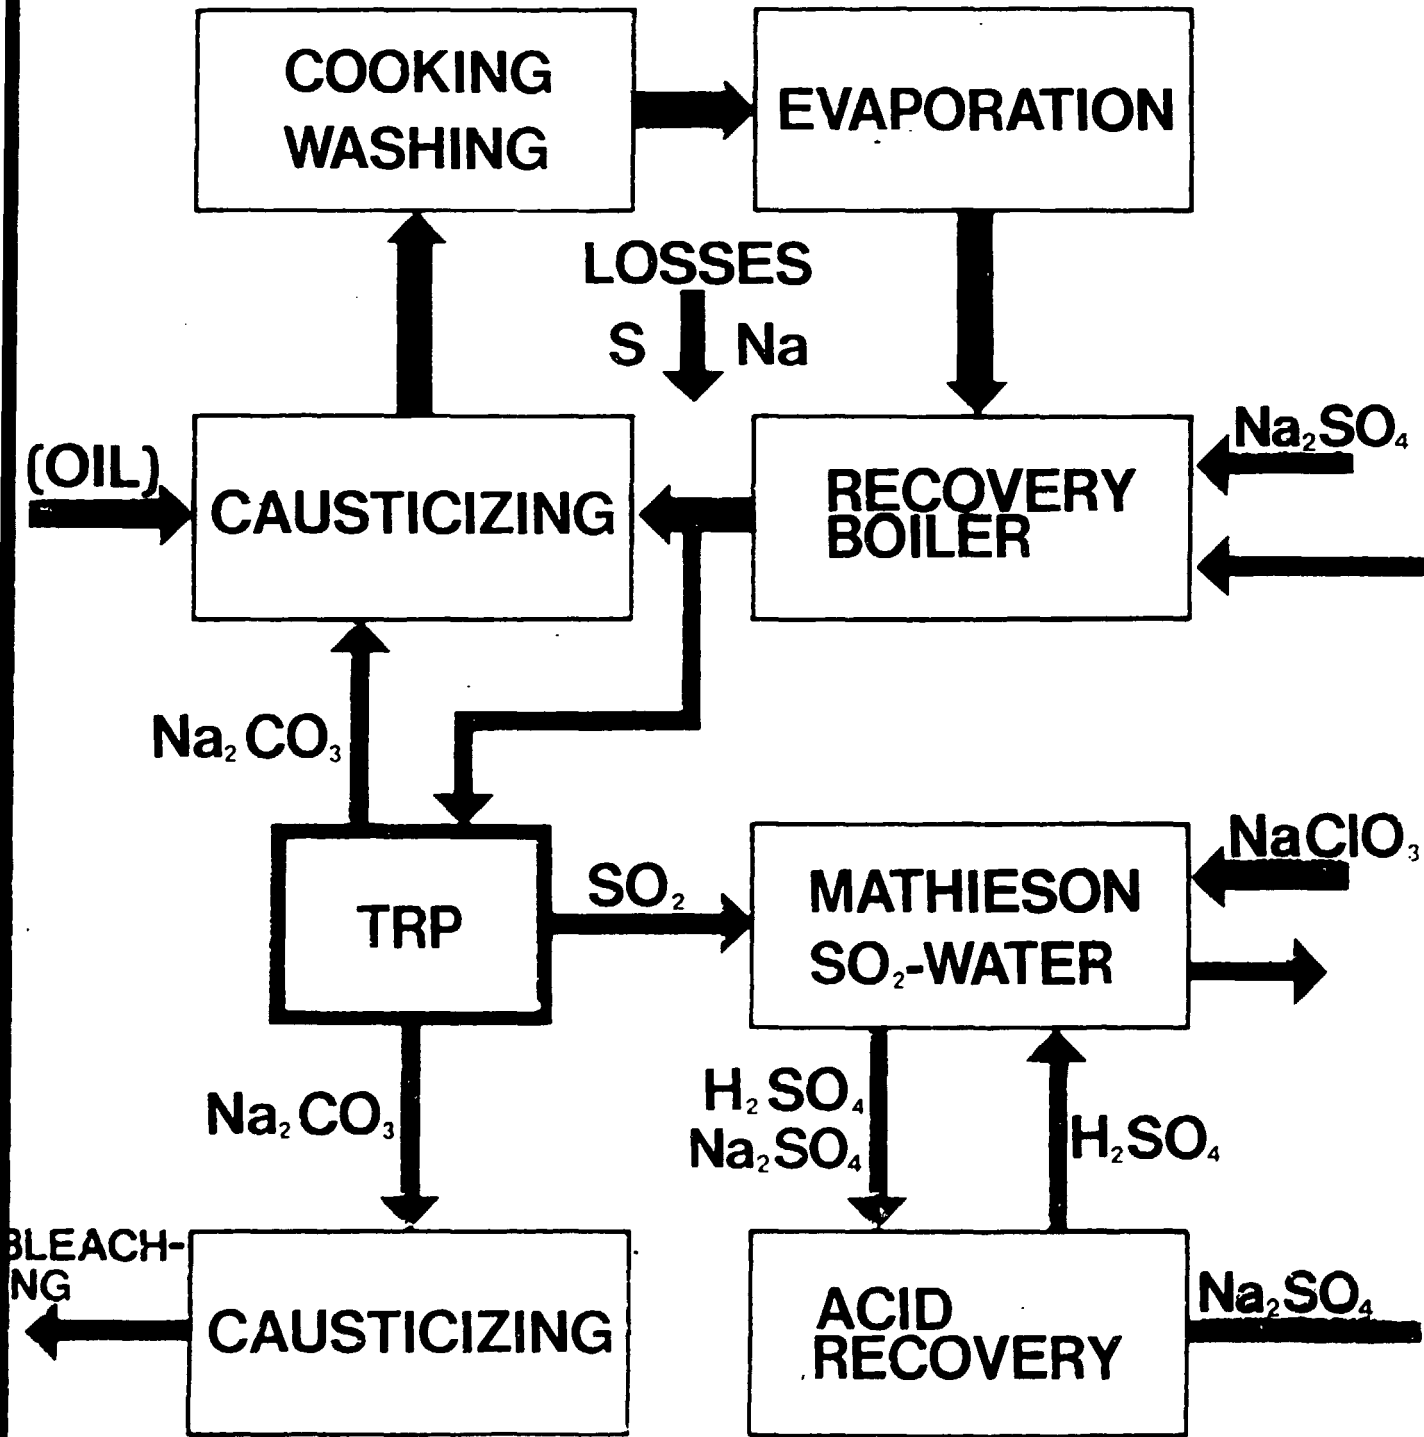 COOKING
WASHING
EVAPORATION
LOSSES
S Na
(OIL)
CAUSTICIZING
RECOVERY
BOILER
Na₂SO₄
Na₂CO₃
TRP
SO₂
MATHIESON
SO₂-WATER
NaClO₃
Na₂CO₃
H₂SO₄
Na₂SO₄
H₂SO₄
BLEACH-
NG
CAUSTICIZING
ACID
RECOVERY
Na₂SO₄